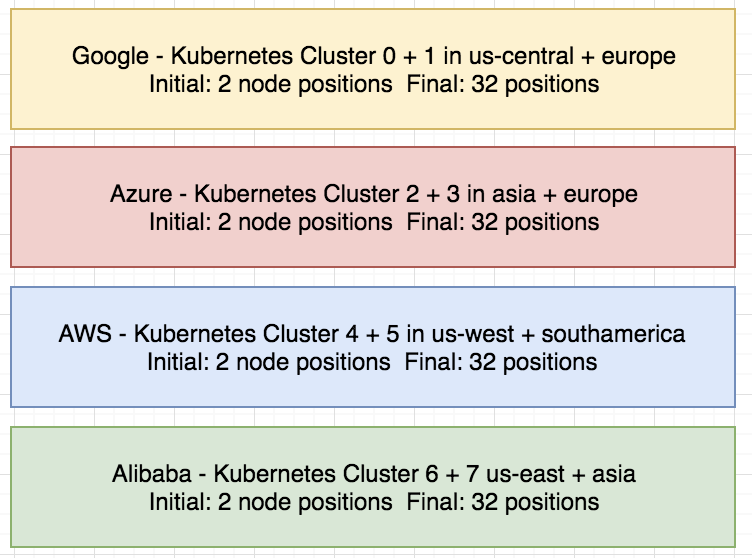 Google - Kubernetes Cluster 0 + 1 in us-central + europe
Initial: 2 node positions  Final: 32 positions
Azure - Kubernetes Cluster 2 + 3 in asia + europe
Initial: 2 node positions  Final: 32 positions
AWS - Kubernetes Cluster 4 + 5 in us-west + southamerica
Initial: 2 node positions  Final: 32 positions
Alibaba - Kubernetes Cluster 6 + 7 us-east + asia
Initial: 2 node positions  Final: 32 positions